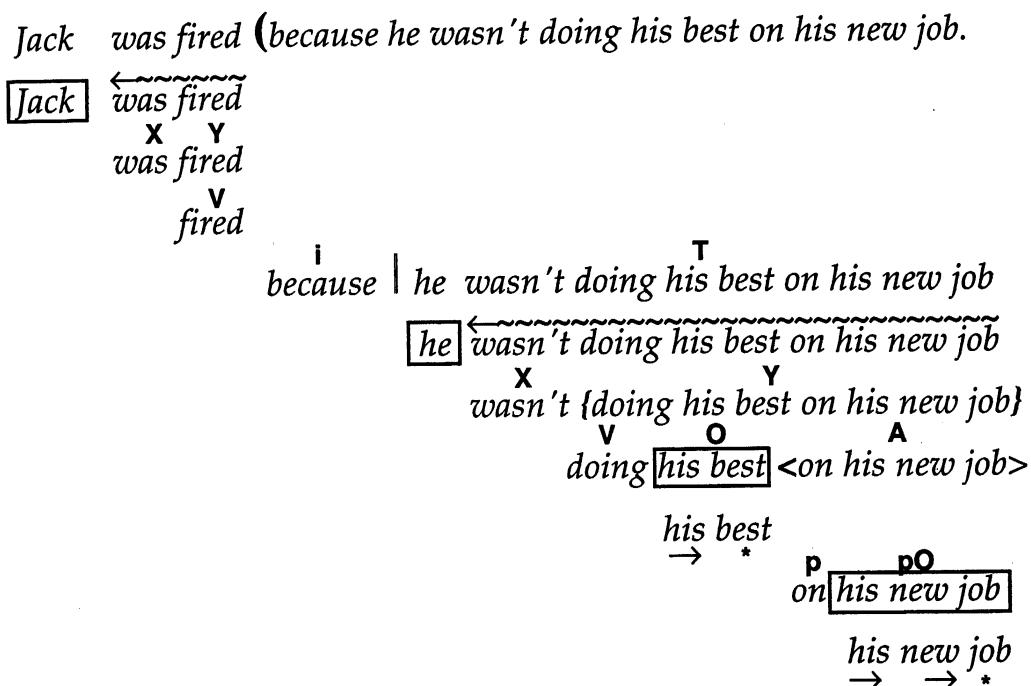 Jack was fired (because he wasn't doing his best on his new job.
Jack was fired
X Y
was fired
V
fired
i T
because | he wasn't doing his best on his new job
he wasn't doing his best on his new job
X Y
wasn't {doing his best on his new job}
V O A
doing his best <on his new job>
his best
→ *
p pO
on his new job
his new job
→ → *